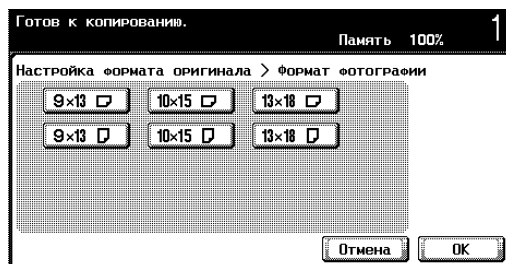 Готов к копированию.
1
Память 100%
Настройка формата оригинала > Формат фотографии
9×13 10×15 13×18
9×13 10×15 13×18
Отмена OK